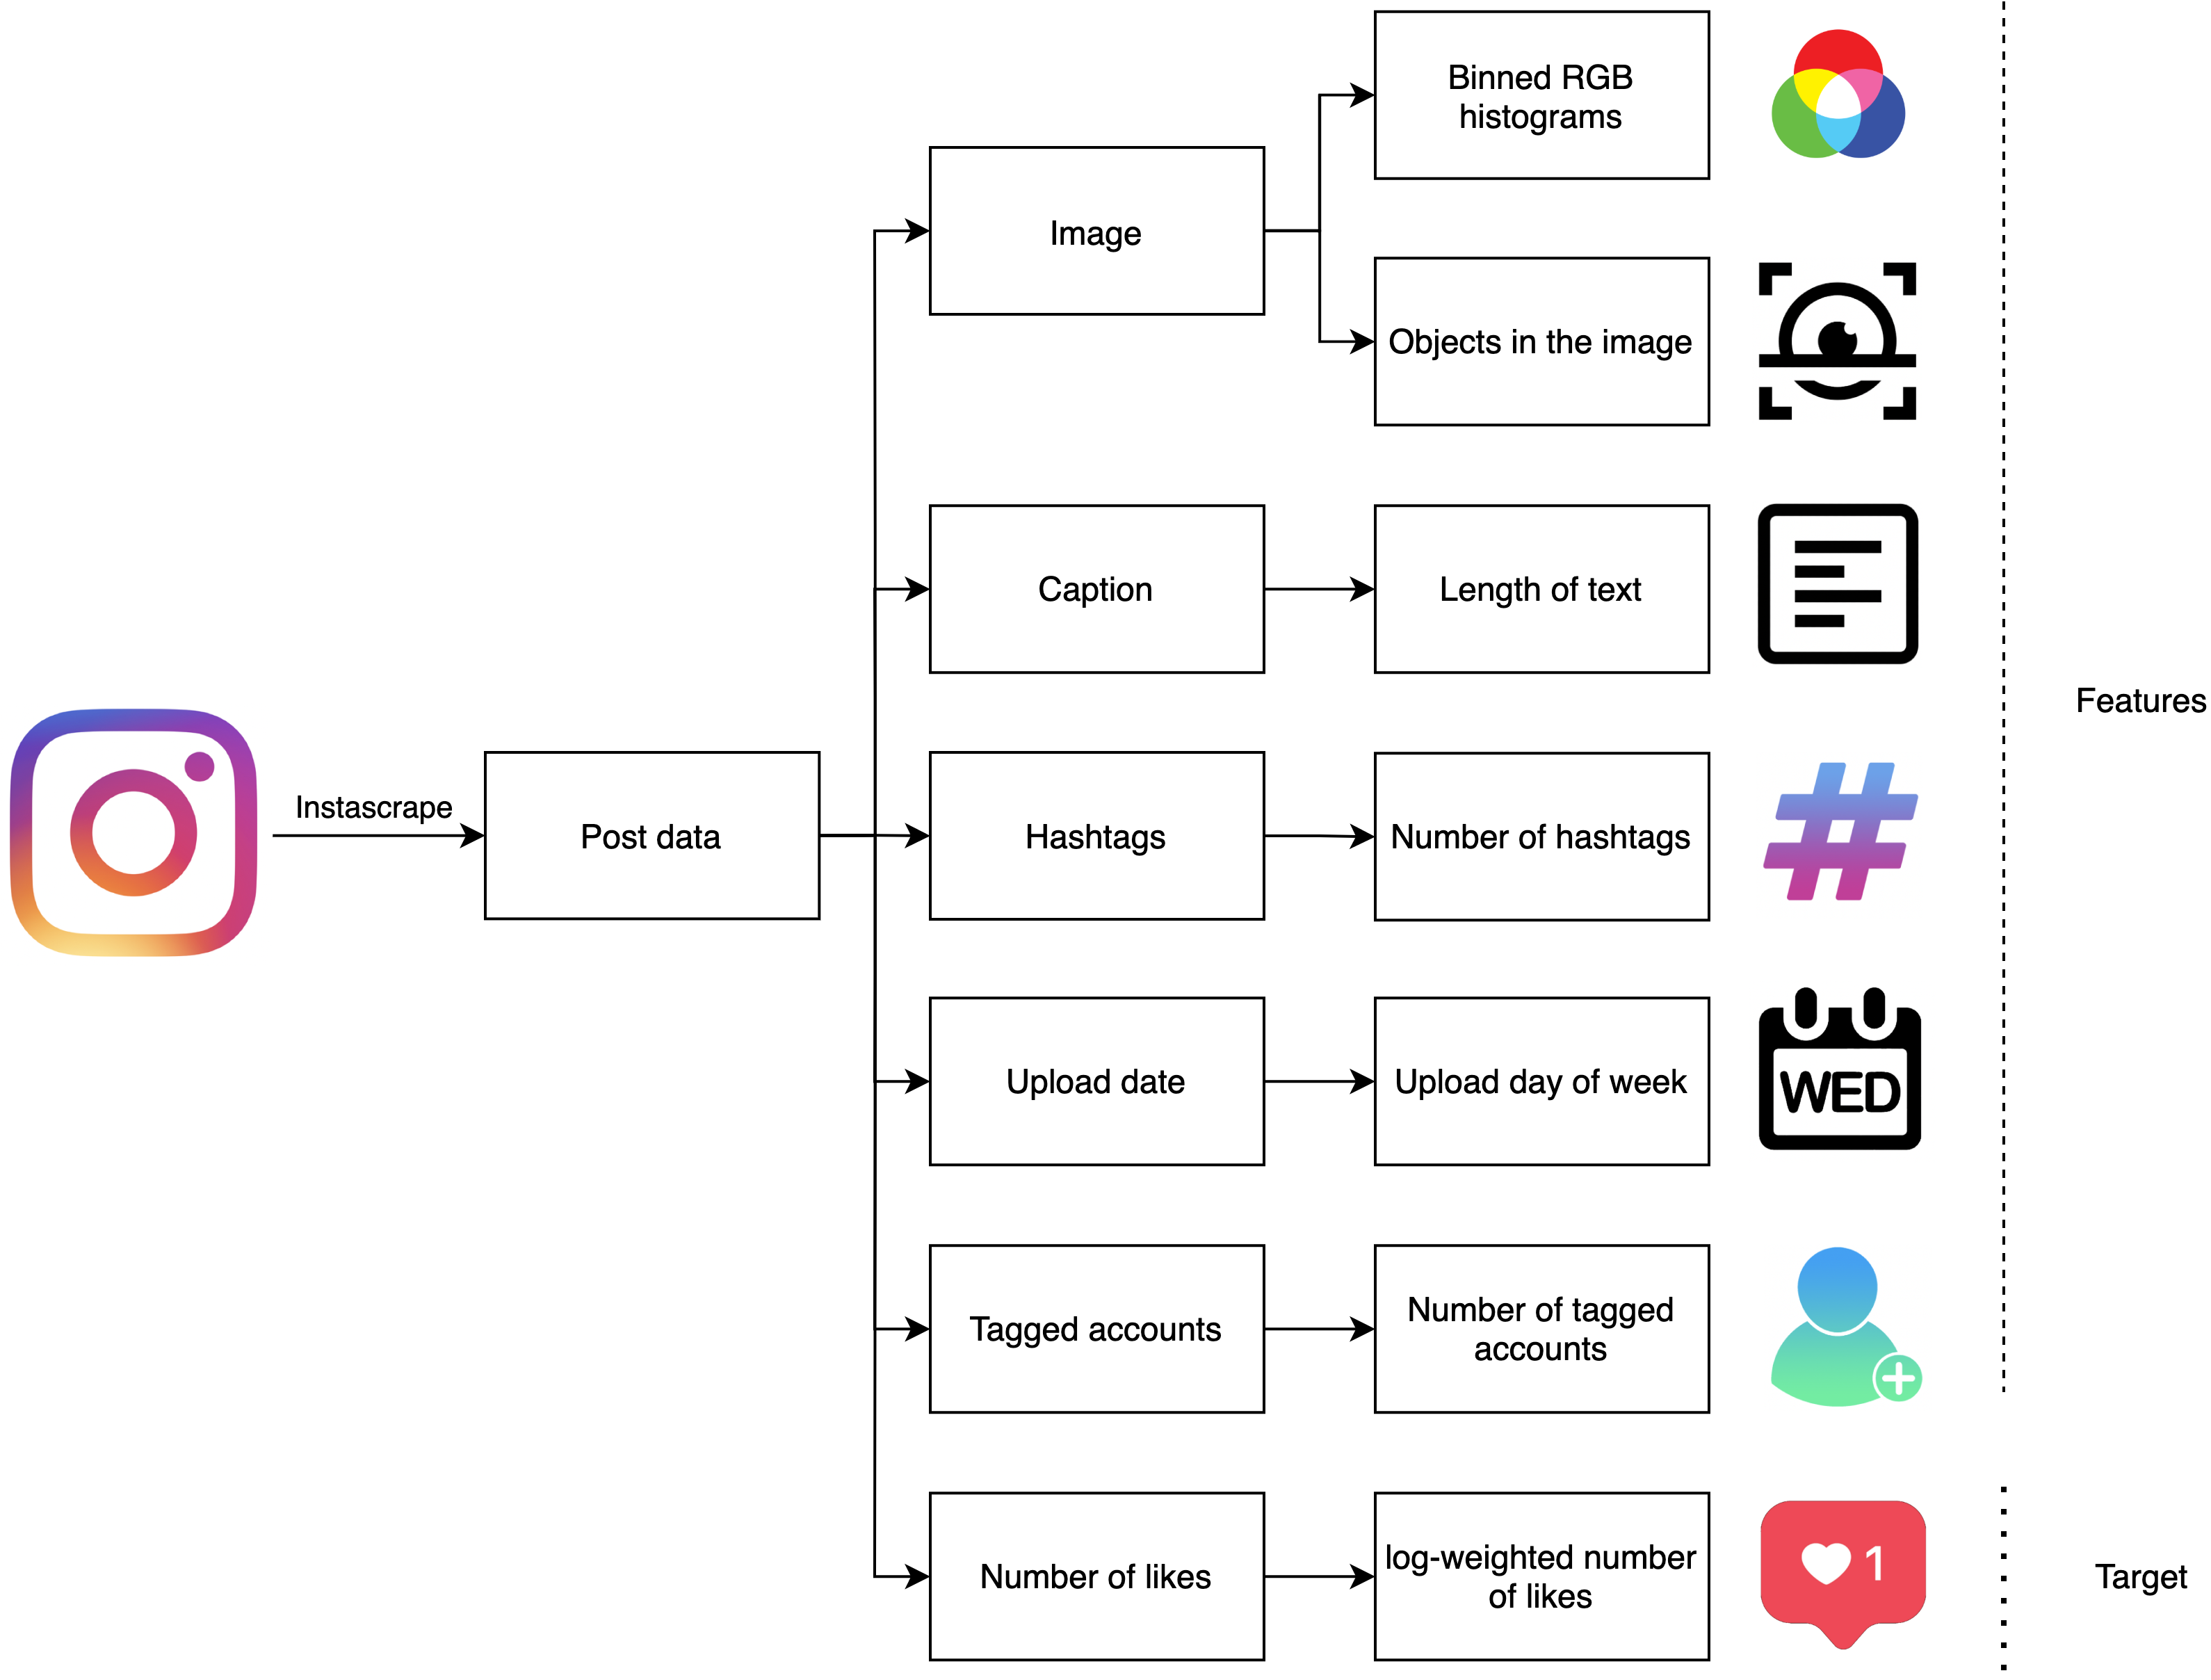 Binned RGB
histograms
Image
Objects in the image
Caption
Length of text
Features
Instascrape
Post data
Hashtags
Number of hashtags
#
Upload date
Upload day of week
WED
Tagged accounts
Number of tagged
accounts
Number of likes
log-weighted number
of likes
1
Target